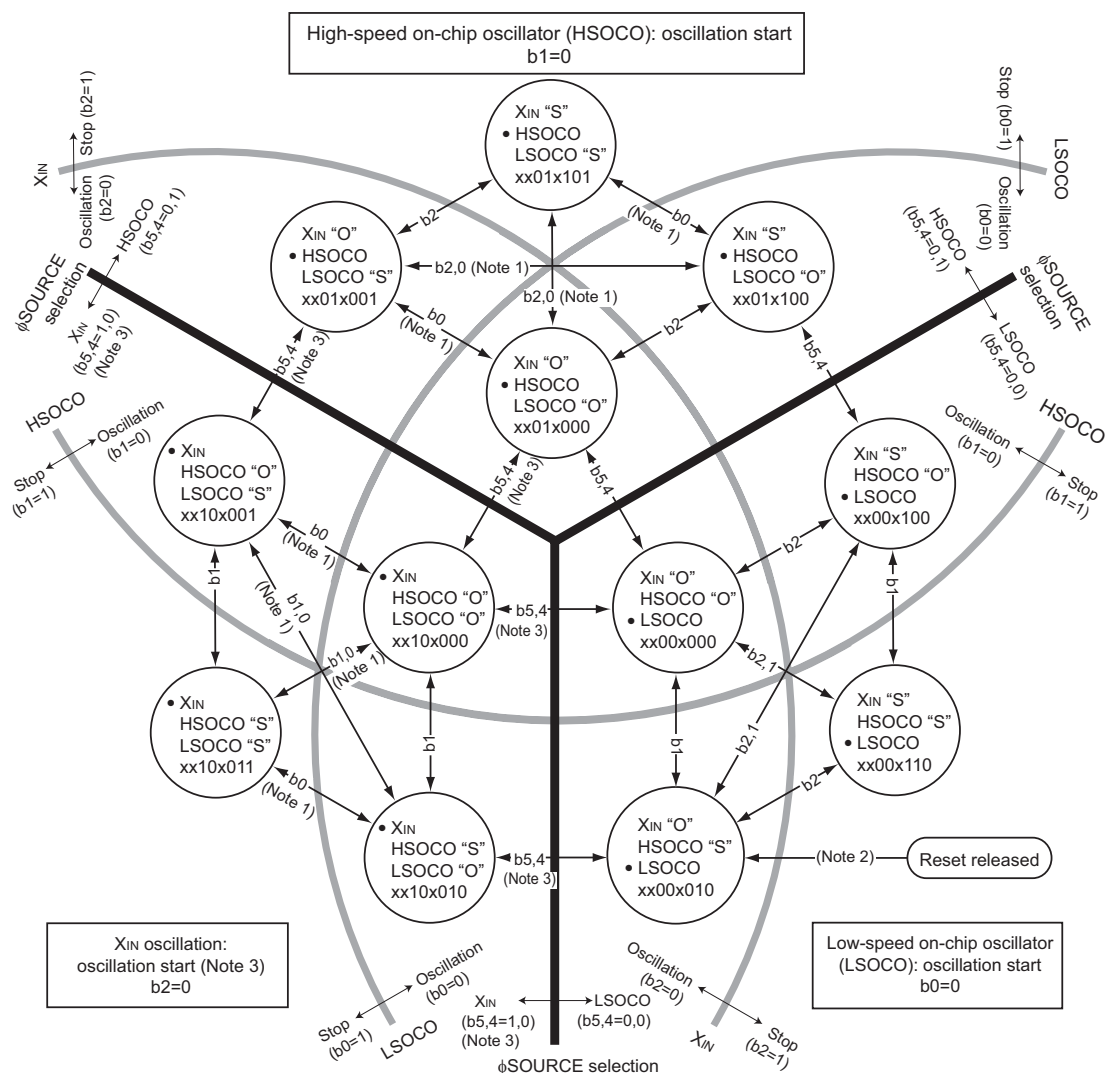 High-speed on-chip oscillator (HSOCO): oscillation start
b1=0
XIN
Stop (b2=1)
Oscillation
(b2=0)
HSOCO
(b5,4=0,1)
ϕSOURCE
selection
XIN
(b5,4=1,0)
(Note 3)
Stop (b0=1)
LSOCO
Oscillation
(b0=0)
HSOCO
(b5,4=0,1)
ϕSOURCE
selection
LSOCO
(b5,4=0,0)
XIN “S”
• HSOCO
LSOCO “S”
xx01x101
b2
b0
(Note 1)
XIN “O”
• HSOCO
LSOCO “S”
xx01x001
b2,0 (Note 1)
b2,0 (Note 1)
XIN “S”
• HSOCO
LSOCO “O”
xx01x100
b0
(Note 1)
b2
XIN “O”
• HSOCO
LSOCO “O”
xx01x000
b5,4
(Note 3)
b5,4
b5,4
(Note 3)
b5,4
HSOCO
Oscillation
(b1=0)
Stop
(b1=1)
HSOCO
Oscillation
(b1=0)
Stop
(b1=1)
• XIN
HSOCO “O”
LSOCO “S”
xx10x001
XIN “S”
HSOCO “O”
• LSOCO
xx00x100
b0
(Note 1)
b2
b1
b1,0
(Note 1)
• XIN
HSOCO “O”
LSOCO “O”
xx10x000
b5,4
(Note 3)
XIN “O”
HSOCO “O”
• LSOCO
xx00x000
b1
b1,0
(Note 1)
b2,1
• XIN
HSOCO “S”
LSOCO “S”
xx10x011
b1
b1
b2,1
XIN “S”
HSOCO “S”
• LSOCO
xx00x110
b0
(Note 1)
b2
• XIN
HSOCO “S”
LSOCO “O”
xx10x010
b5,4
(Note 3)
XIN “O”
HSOCO “S”
• LSOCO
xx00x010
(Note 2)
Reset released
XIN oscillation:
oscillation start (Note 3)
b2=0
Low-speed on-chip oscillator
(LSOCO): oscillation start
b0=0
Oscillation
(b0=0)
Stop
(b0=1)
LSOCO
XIN
(b5,4=1,0)
(Note 3)
LSOCO
(b5,4=0,0)
Oscillation
(b2=0)
Stop
(b2=1)
XIN
ϕSOURCE selection